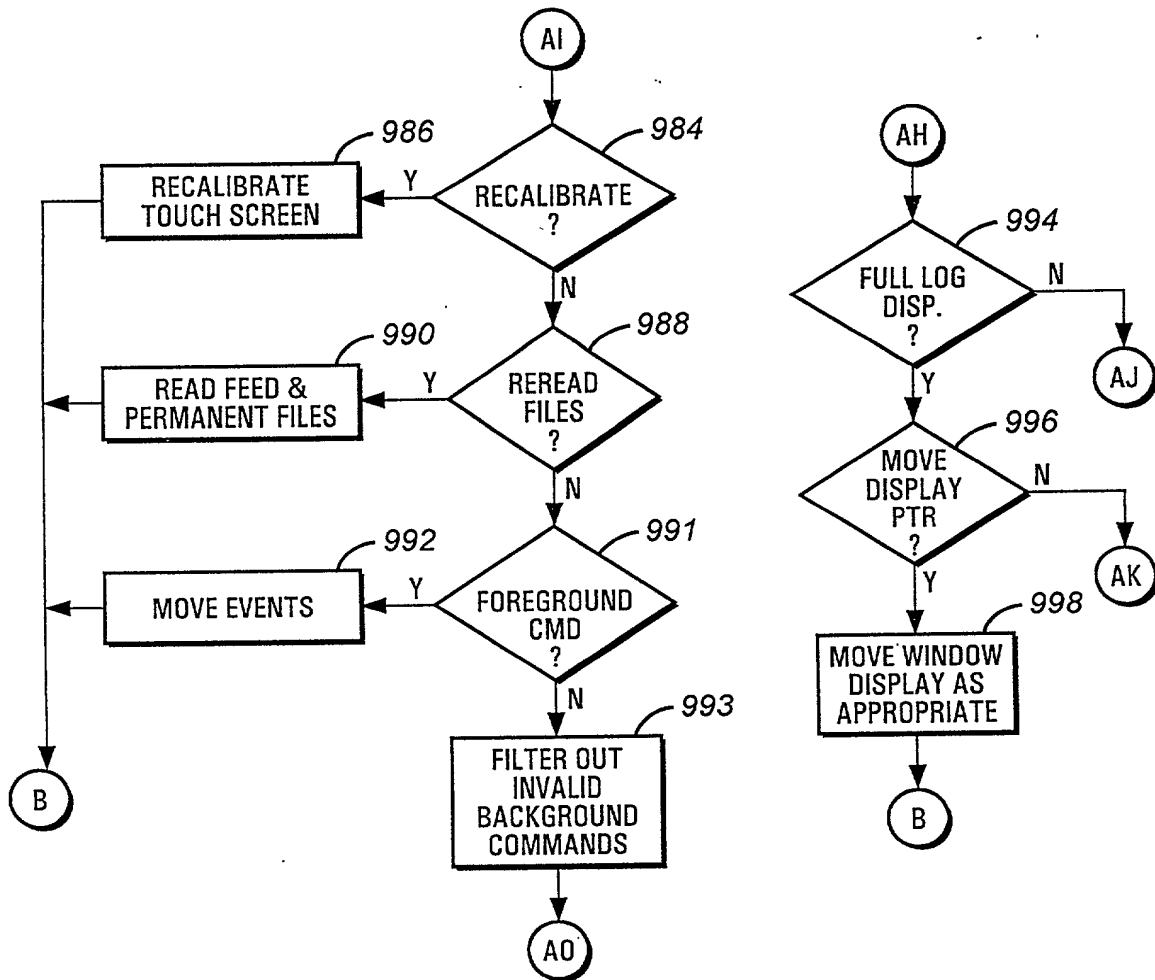 AI
984
RECALIBRATE
?
Y
N
986
RECALIBRATE
TOUCH SCREEN
988
REREAD
FILES
?
Y
N
990
READ FEED &
PERMANENT FILES
991
FOREGROUND
CMD
?
Y
N
992
MOVE EVENTS
B
993
FILTER OUT
INVALID
BACKGROUND
COMMANDS
AO
AH
994
FULL LOG
DISP.
?
N
Y
AJ
996
MOVE
DISPLAY
PTR
?
N
Y
AK
998
MOVE WINDOW
DISPLAY AS
APPROPRIATE
B